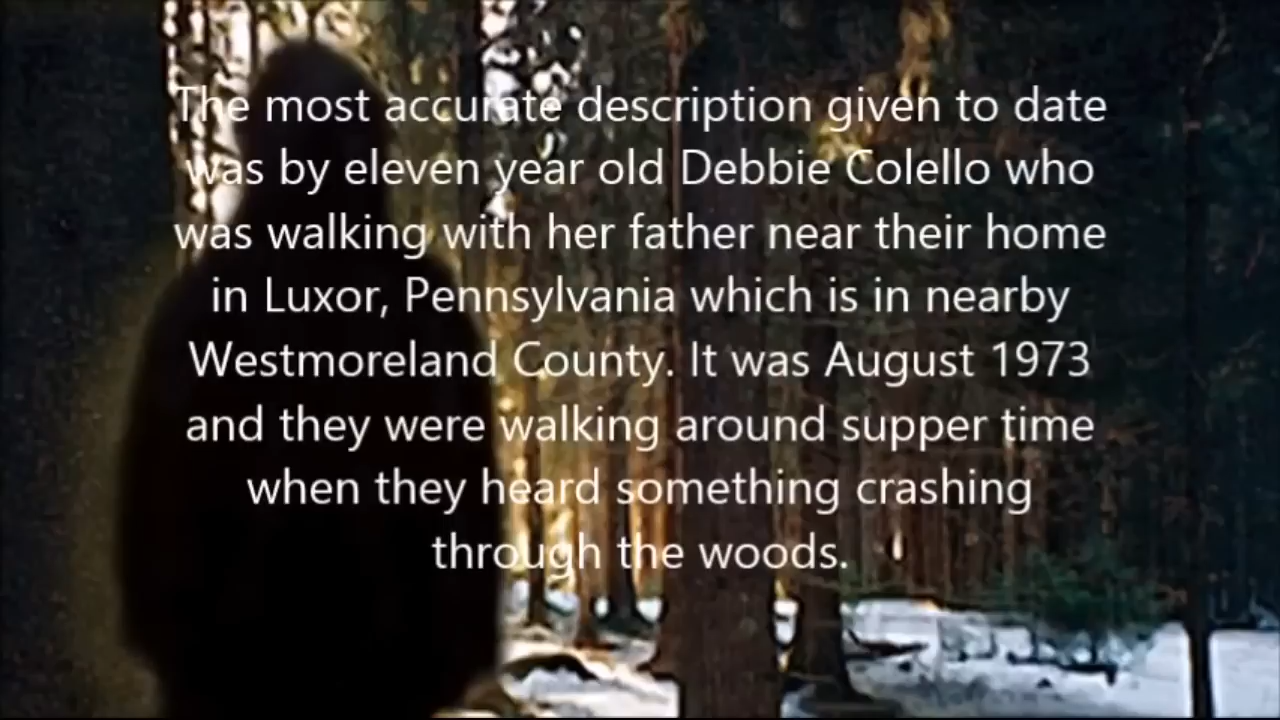 The most accurate description given to date
was by eleven year old Debbie Colello who
was walking with her father near their home
in Luxor, Pennsylvania which is in nearby
Westmoreland County. It was August 1973
and they were walking around supper time
when they heard something crashing
through the woods.